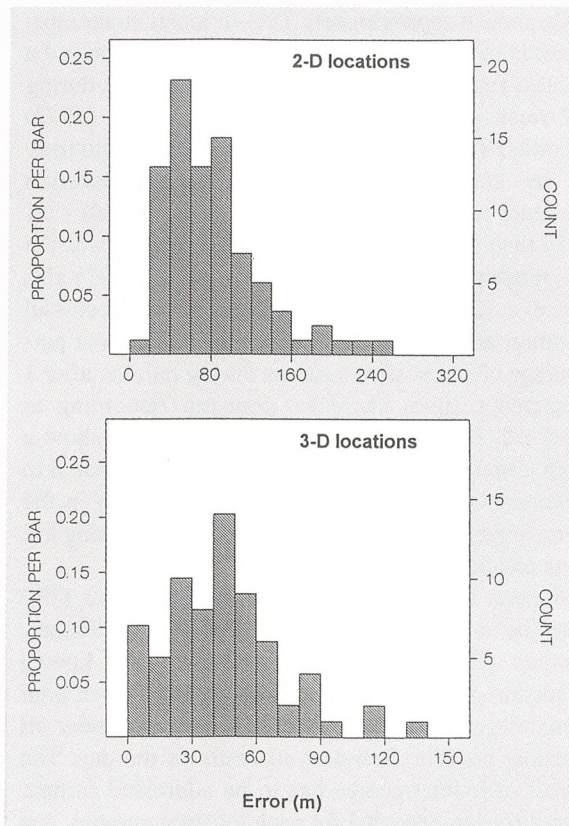 2-D locations
0.25
0.20
0.15
0.10
0.05
PROPORTION PER BAR
20
15
10
5
COUNT
0 80 160 240 320
3-D locations
0.25
0.20
0.15
0.10
0.05
PROPORTION PER BAR
15
10
5
COUNT
0 30 60 90 120 150
Error (m)